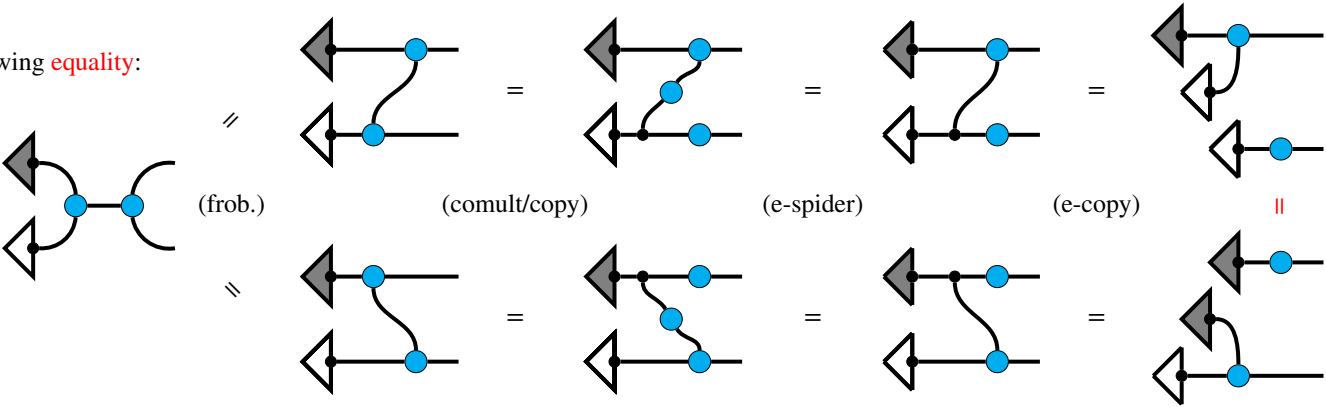 wing equality:
= = = =
(frob.) (comult/copy) (e-spider) (e-copy) =
= = = =